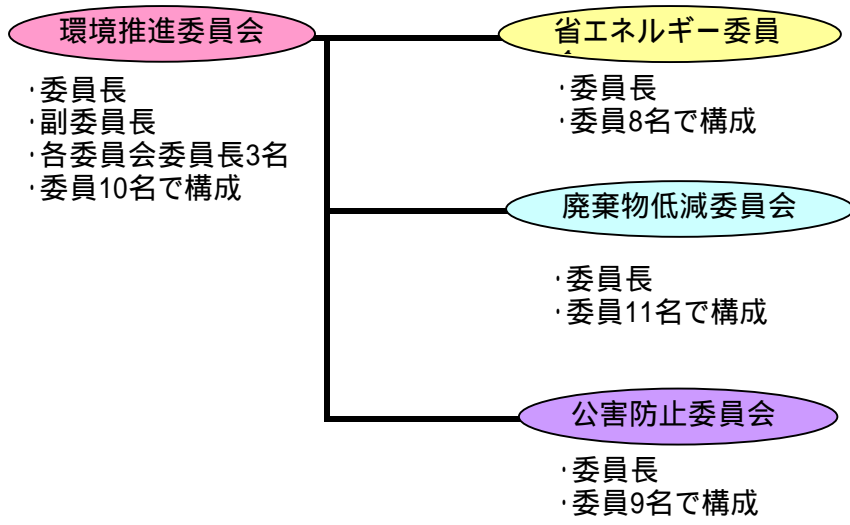 環境推進委員会
・委員長
・副委員長
・各委員会委員長3名
・委員10名で構成
省エネルギー委員
・委員長
・委員8名で構成
廃棄物低減委員会
・委員長
・委員11名で構成
公害防止委員会
・委員長
・委員9名で構成